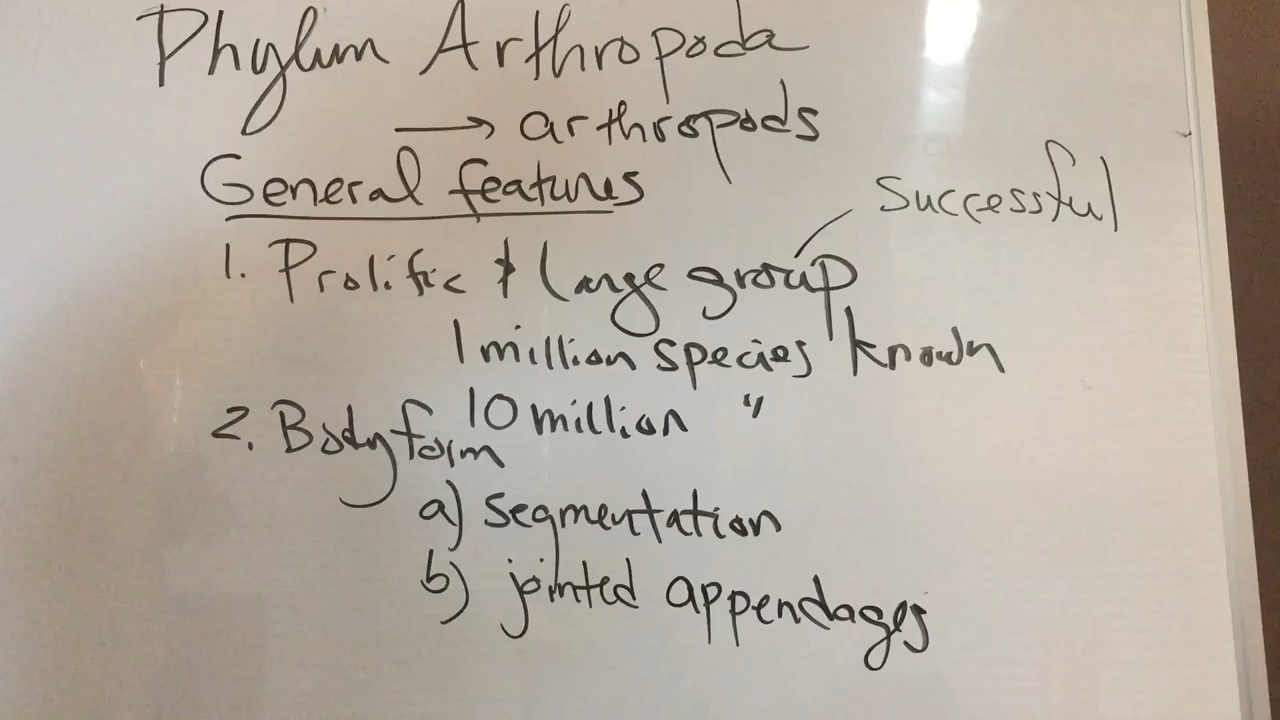 Phylum Arthropoda
→ arthropods
General features
Successful
1. Prolific & large group
1 million species known
10 million "
2. Body form
a) segmentation
b) jointed appendages